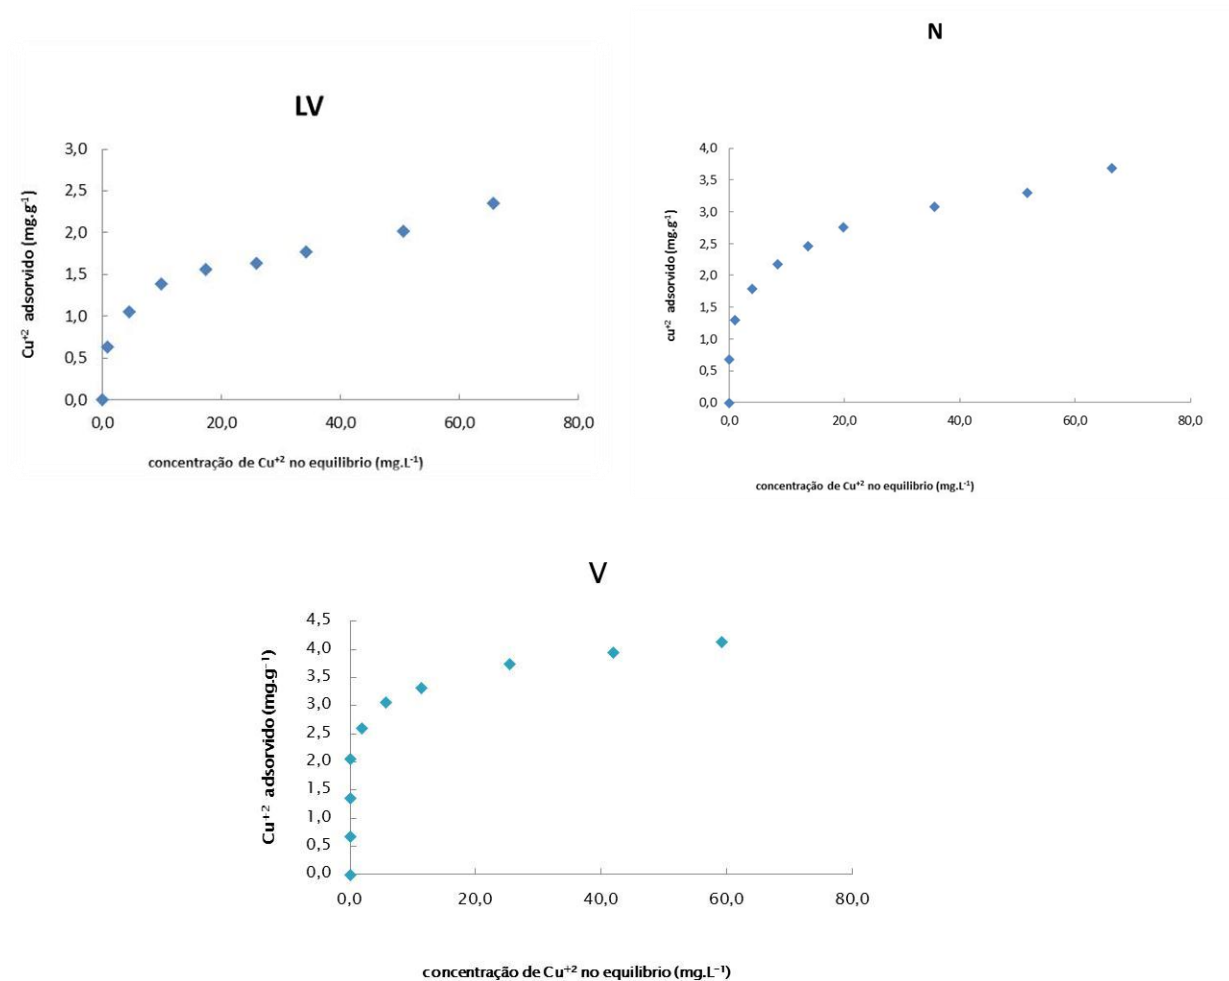 N
LV
3,0
2,5
2,0
1,5
1,0
0,5
0,0
Cu⁺² adsorvido (mg.g⁻¹)
0,0 20,0 40,0 60,0 80,0
concentração de Cu⁺² no equilibrio (mg.L⁻¹)
4,0
3,5
3,0
2,5
2,0
1,5
1,0
0,5
0,0
cu⁺² adsorvido (mg.g⁻¹)
0,0 20,0 40,0 60,0 80,0
concentração de Cu⁺² no equilibrio (mg.L⁻¹)
V
4,5
4,0
3,5
3,0
2,5
2,0
1,5
1,0
0,5
0,0
Cu⁺² adsorvido (mg.g⁻¹)
0,0 20,0 40,0 60,0 80,0
concentração de Cu⁺² no equilibrio (mg.L⁻¹)